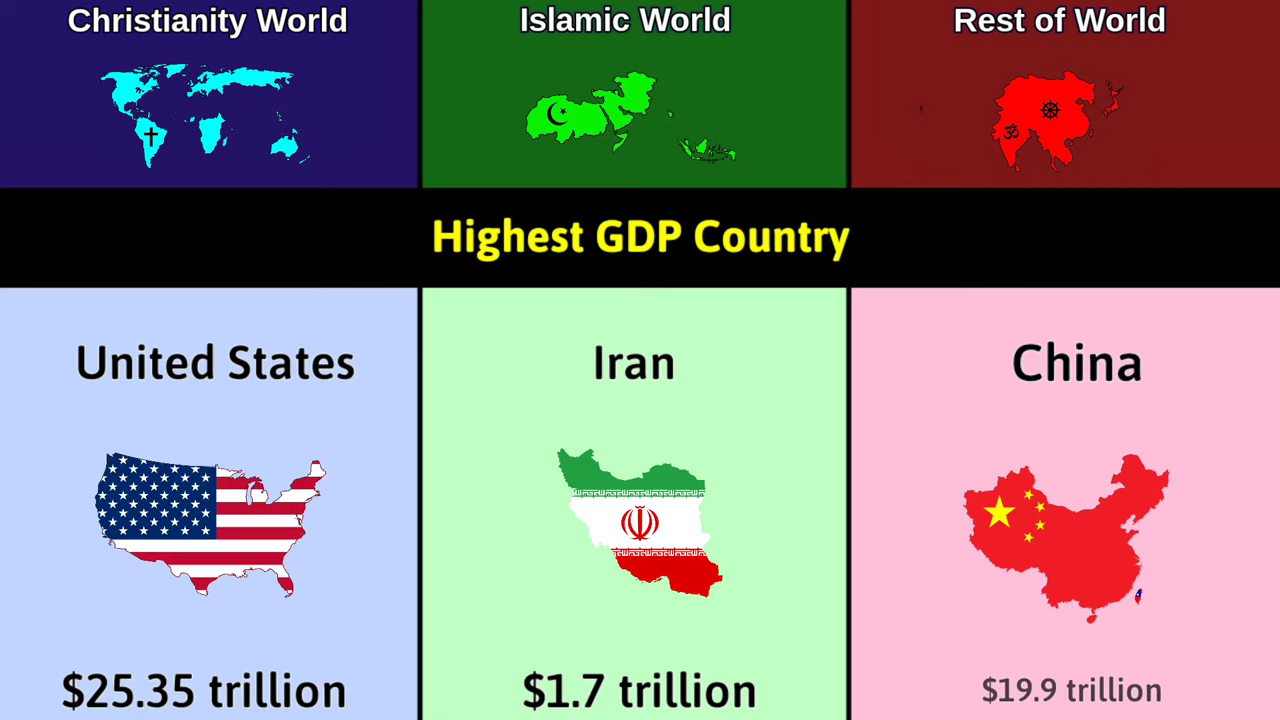 Christianity World
Islamic World
Rest of World
ॐ
Highest GDP Country
United States
Iran
China
$25.35 trillion
$1.7 trillion
$19.9 trillion